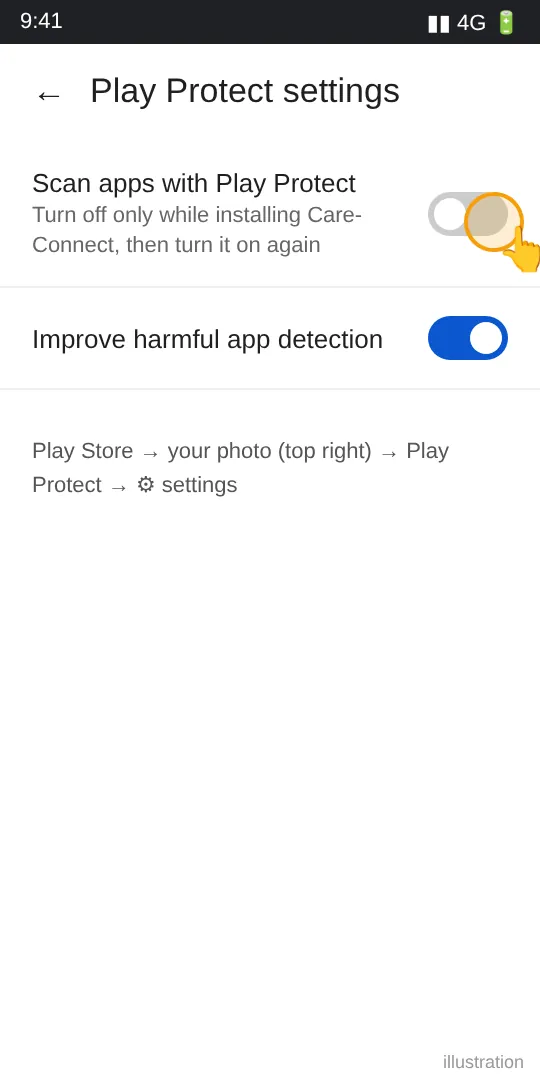 9:41
4G
← Play Protect settings
Scan apps with Play Protect
Turn off only while installing Care-
Connect, then turn it on again
Improve harmful app detection
Play Store → your photo (top right) → Play
Protect → ⚙ settings
illustration